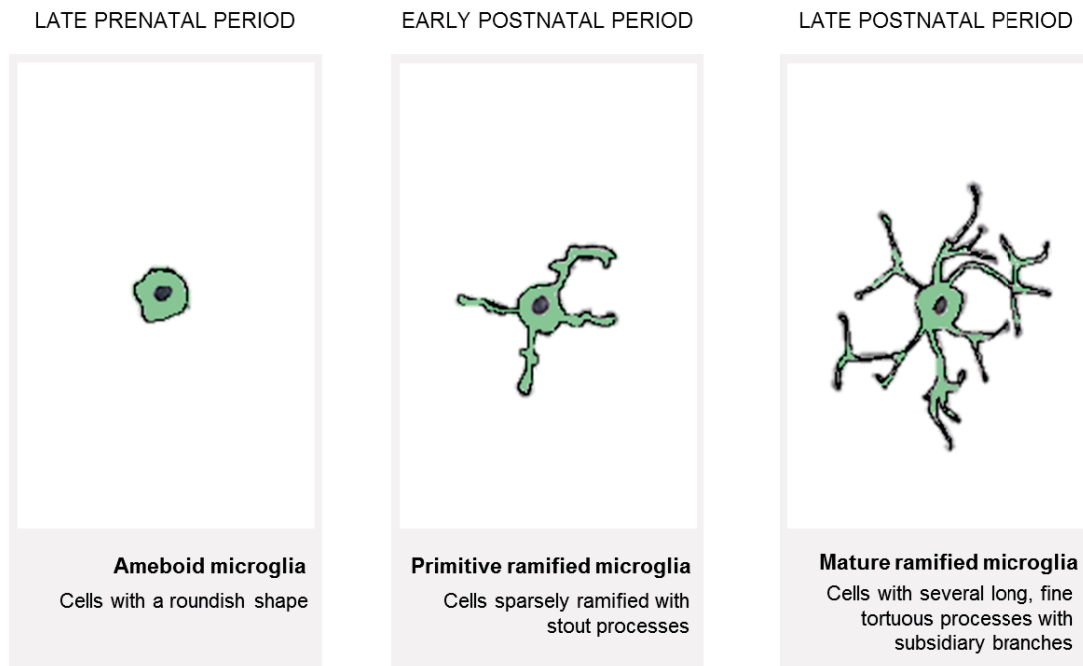 LATE PRENATAL PERIOD
EARLY POSTNATAL PERIOD
LATE POSTNATAL PERIOD
Ameboid microglia
Cells with a roundish shape
Primitive ramified microglia
Cells sparsely ramified with
stout processes
Mature ramified microglia
Cells with several long, fine
tortuous processes with
subsidiary branches